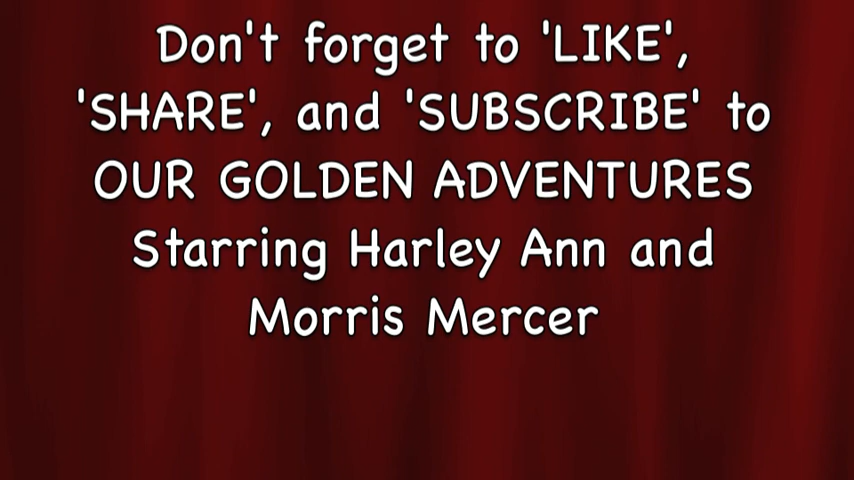 Don't forget to 'LIKE',
'SHARE', and 'SUBSCRIBE' to
OUR GOLDEN ADVENTURES
Starring Harley Ann and
Morris Mercer